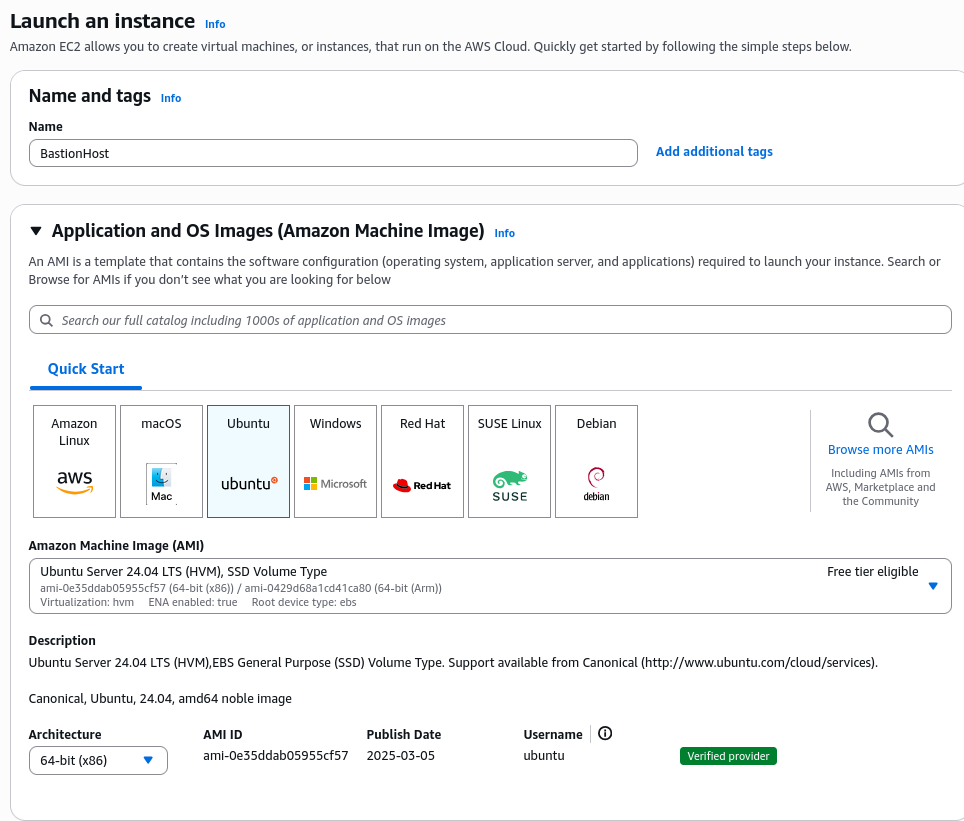 Launch an instance Info
Amazon EC2 allows you to create virtual machines, or instances, that run on the AWS Cloud. Quickly get started by following the simple steps below.
Name and tags Info
Name
BastionHost
Add additional tags
Application and OS Images (Amazon Machine Image) Info
An AMI is a template that contains the software configuration (operating system, application server, and applications) required to launch your instance. Search or
Browse for AMIs if you don’t see what you are looking for below
Search our full catalog including 1000s of application and OS images
Quick Start
Amazon
Linux
aws
macOS
Mac
Ubuntu
ubuntu
Windows
Microsoft
Red Hat
Red Hat
SUSE Linux
SUSE
Debian
debian
Browse more AMIs
Including AMIs from
AWS, Marketplace and
the Community
Amazon Machine Image (AMI)
Ubuntu Server 24.04 LTS (HVM), SSD Volume Type
Free tier eligible
ami-0e35ddab05955cf57 (64-bit (x86)) / ami-0429d68a1cd41ca80 (64-bit (Arm))
Virtualization: hvm ENA enabled: true Root device type: ebs
Description
Ubuntu Server 24.04 LTS (HVM),EBS General Purpose (SSD) Volume Type. Support available from Canonical (http://www.ubuntu.com/cloud/services).
Canonical, Ubuntu, 24.04, amd64 noble image
Architecture AMI ID Publish Date Username
64-bit (x86) ami-0e35ddab05955cf57 2025-03-05 ubuntu Verified provider